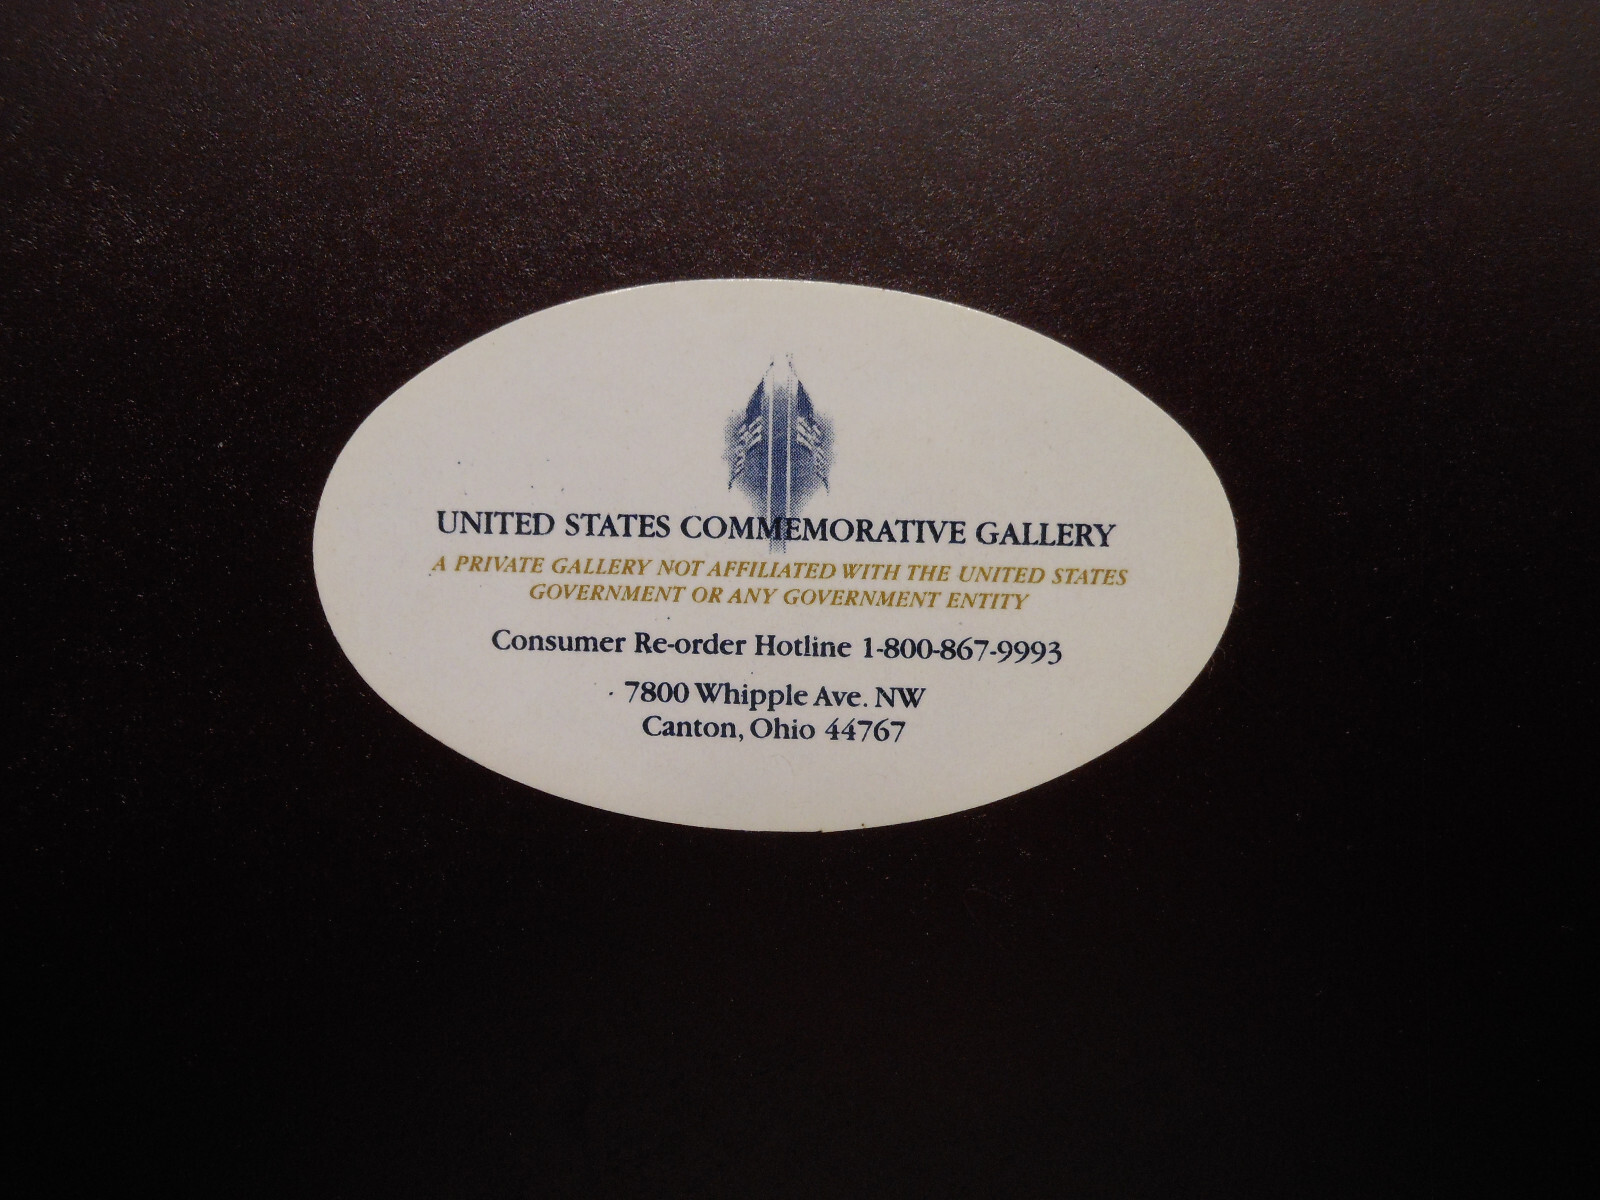 UNITED STATES COMMEMORATIVE GALLERY
A PRIVATE GALLERY NOT AFFILIATED WITH THE UNITED STATES
GOVERNMENT OR ANY GOVERNMENT ENTITY
Consumer Re-order Hotline 1-800-867-9993
7800 Whipple Ave. NW
Canton, Ohio 44767